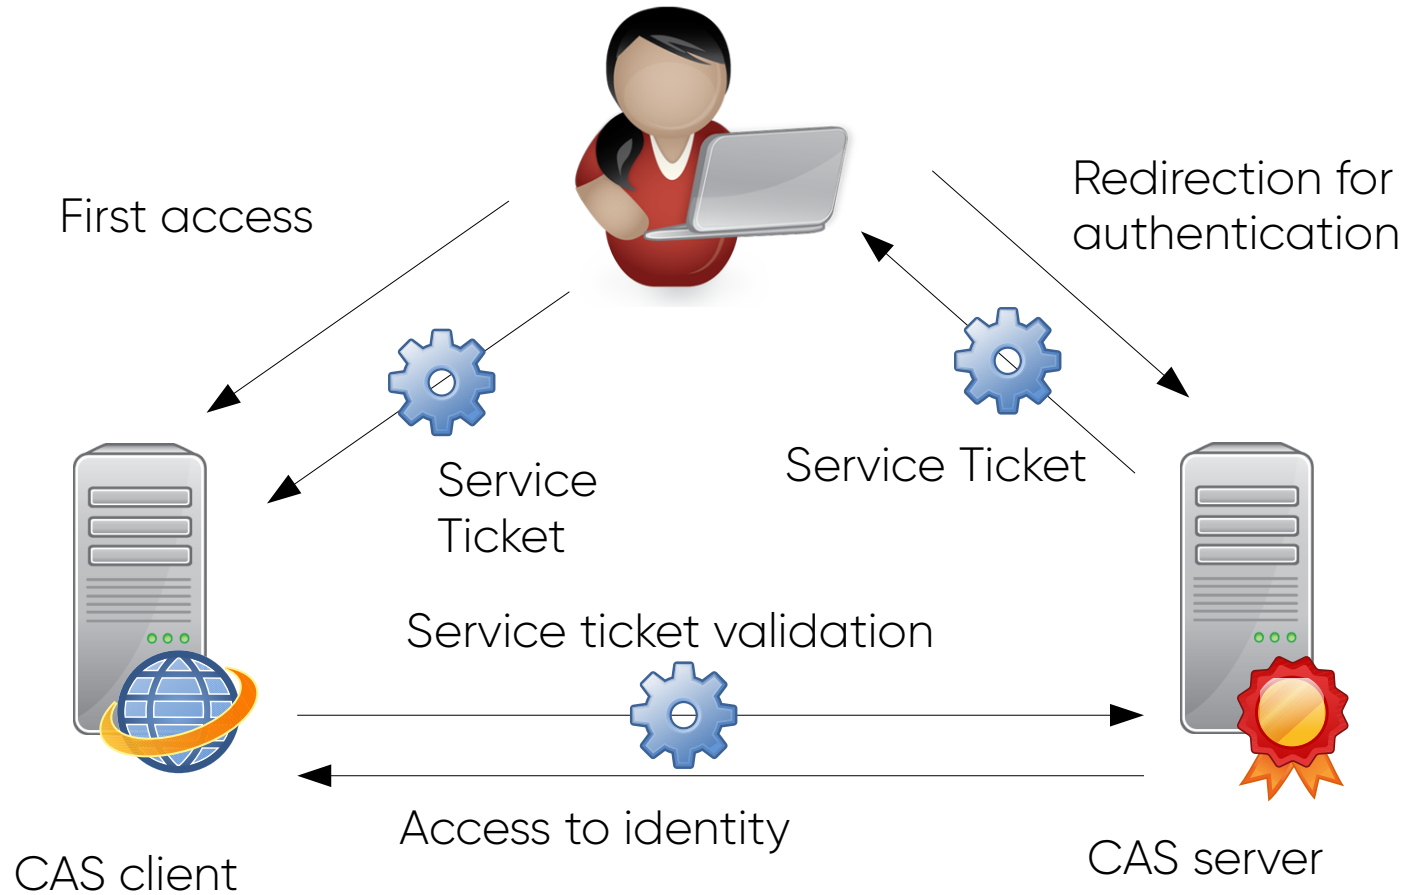 Redirection for
authentication
First access
Service Ticket
Service
Ticket
Service ticket validation
Access to identity
CAS client
CAS server